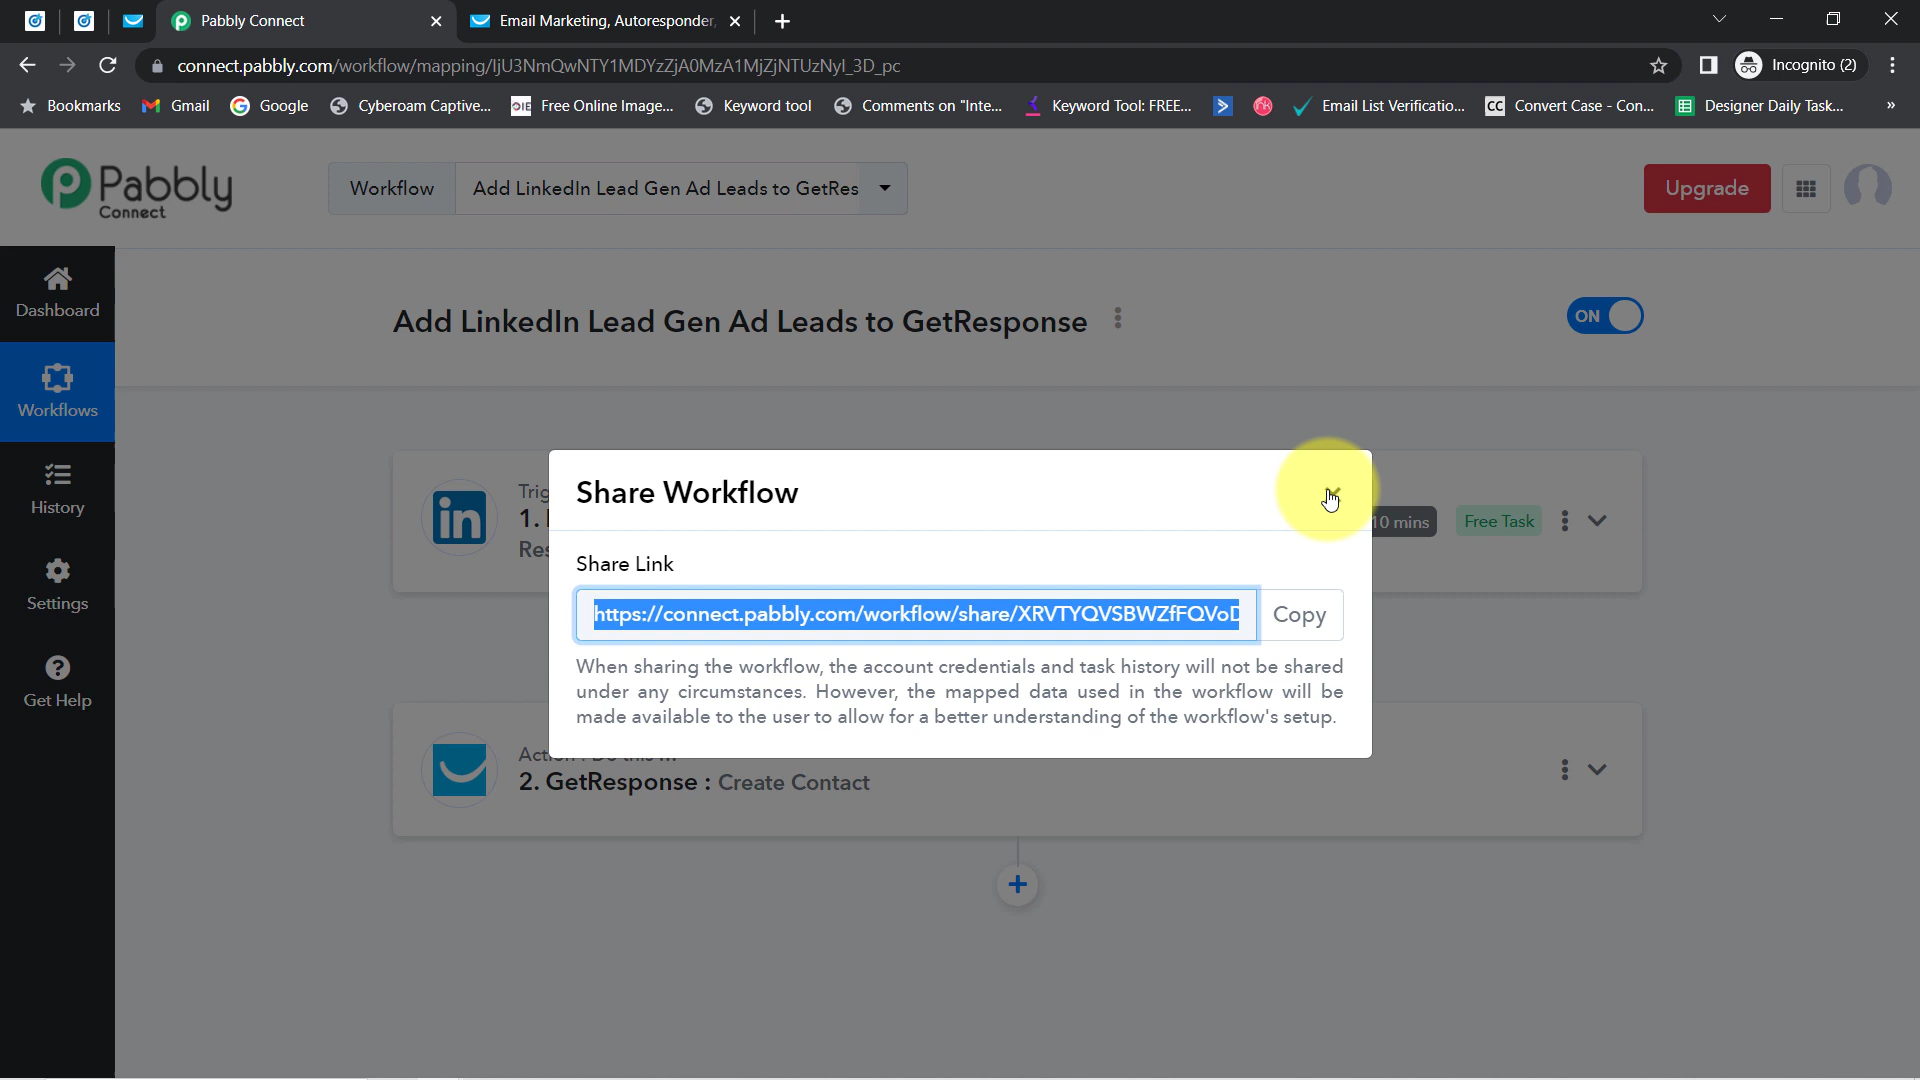 Pabbly Connect
Email Marketing, Autoresponder,
connect.pabbly.com/workflow/mapping/IjU3NmQwNTY1MDYzZjA0MzA1MjZjNTUzNyI_3D_pc
Incognito (2)
Bookmarks
Gmail
Google
Cyberoam Captive...
Free Online Image...
Keyword tool
Comments on "Inte...
Keyword Tool: FREE...
Email List Verificatio...
CC Convert Case - Con...
Designer Daily Task...
»
Pabbly
Connect
Workflow
Add LinkedIn Lead Gen Ad Leads to GetRes
Upgrade
Dashboard
Workflows
History
Settings
Get Help
Add LinkedIn Lead Gen Ad Leads to GetResponse
ON
Share Workflow
10 mins
Free Task
Share Link
https://connect.pabbly.com/workflow/share/XRVTYQVSBWZfFQVoD
Copy
When sharing the workflow, the account credentials and task history will not be shared
under any circumstances. However, the mapped data used in the workflow will be
made available to the user to allow for a better understanding of the workflow's setup.
2. GetResponse : Create Contact